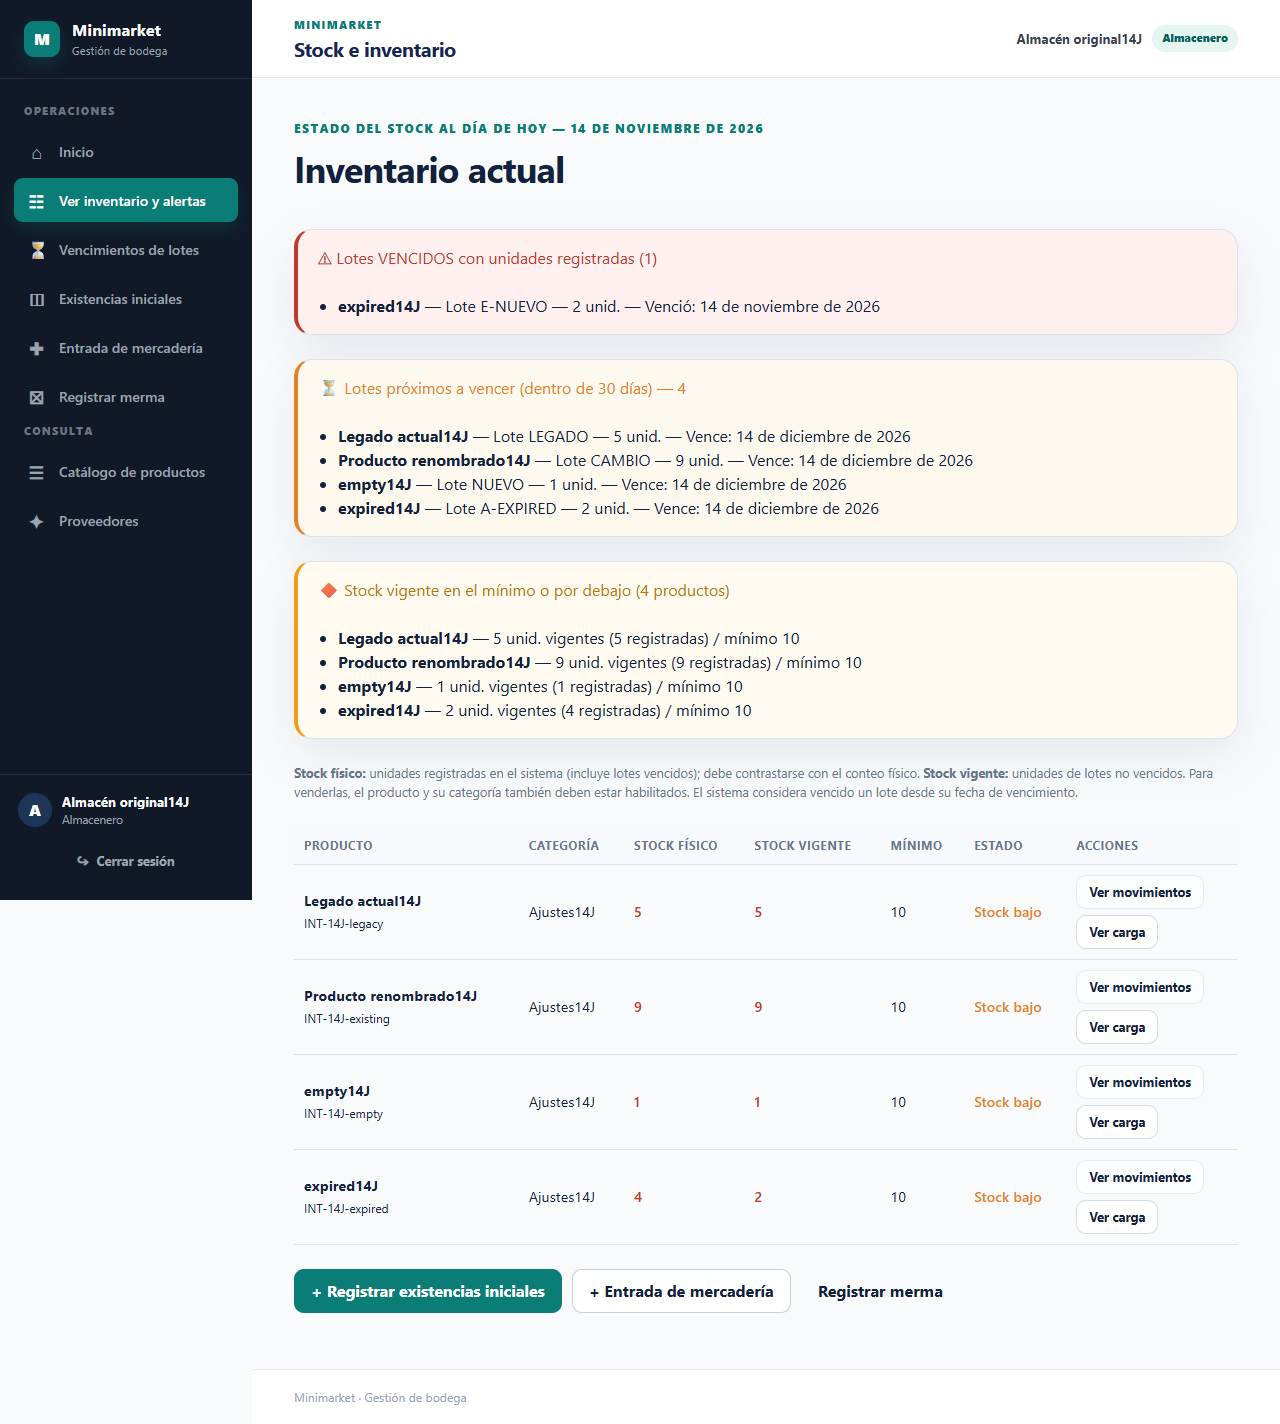 M
Minimarket
Gestión de bodega
OPERACIONES
Inicio
Ver inventario y alertas
Vencimientos de lotes
Existencias iniciales
Entrada de mercadería
Registrar merma
CONSULTA
Catálogo de productos
Proveedores
A
Almacén original14J
Almacenero
Cerrar sesión
MINIMARKET
Stock e inventario
Almacén original14J
Almacenero
ESTADO DEL STOCK AL DÍA DE HOY — 14 DE NOVIEMBRE DE 2026
Inventario actual
⚠ Lotes VENCIDOS con unidades registradas (1)
• expired14J — Lote E-NUEVO — 2 unid. — Venció: 14 de noviembre de 2026
⏳ Lotes próximos a vencer (dentro de 30 días) — 4
• Legado actual14J — Lote LEGADO — 5 unid. — Vence: 14 de diciembre de 2026
• Producto renombrado14J — Lote CAMBIO — 9 unid. — Vence: 14 de diciembre de 2026
• empty14J — Lote NUEVO — 1 unid. — Vence: 14 de diciembre de 2026
• expired14J — Lote A-EXPIRED — 2 unid. — Vence: 14 de diciembre de 2026
Stock vigente en el mínimo o por debajo (4 productos)
• Legado actual14J — 5 unid. vigentes (5 registradas) / mínimo 10
• Producto renombrado14J — 9 unid. vigentes (9 registradas) / mínimo 10
• empty14J — 1 unid. vigentes (1 registradas) / mínimo 10
• expired14J — 2 unid. vigentes (4 registradas) / mínimo 10
Stock físico: unidades registradas en el sistema (incluye lotes vencidos); debe contrastarse con el conteo físico. Stock vigente: unidades de lotes no vencidos. Para
venderlas, el producto y su categoría también deben estar habilitados. El sistema considera vencido un lote desde su fecha de vencimiento.
PRODUCTO CATEGORÍA STOCK FÍSICO STOCK VIGENTE MÍNIMO ESTADO ACCIONES
Legado actual14J
INT-14J-legacy
Ajustes14J 5 5 10 Stock bajo
Ver movimientos
Ver carga
Producto renombrado14J
INT-14J-existing
Ajustes14J 9 9 10 Stock bajo
Ver movimientos
Ver carga
empty14J
INT-14J-empty
Ajustes14J 1 1 10 Stock bajo
Ver movimientos
Ver carga
expired14J
INT-14J-expired
Ajustes14J 4 2 10 Stock bajo
Ver movimientos
Ver carga
+ Registrar existencias iniciales
+ Entrada de mercadería
Registrar merma
Minimarket · Gestión de bodega